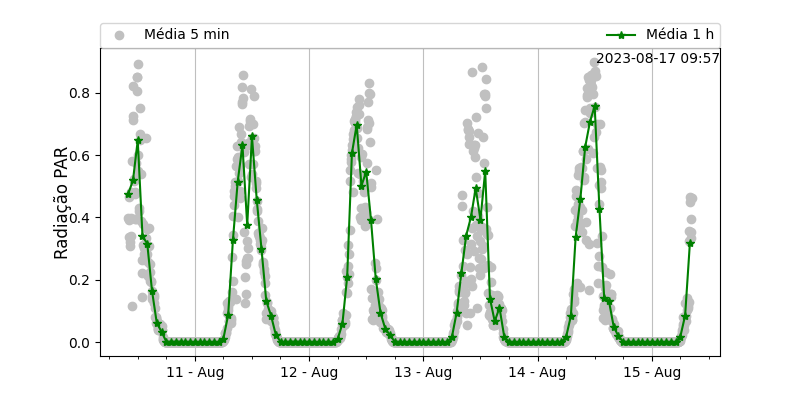 Média 5 min
Média 1 h
2023-08-17 09:57
Radiação PAR
0.8
0.6
0.4
0.2
0.0
11 - Aug
12 - Aug
13 - Aug
14 - Aug
15 - Aug